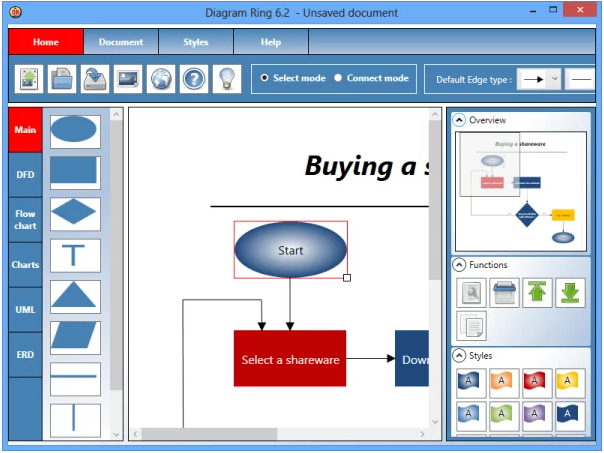 Diagram Ring 6.2 - Unsaved document
Home
Document
Styles
Help
Select mode
Connect mode
Default Edge type :
Main
DFD
Flow
chart
Charts
UML
ERD
T
Buying a s
Start
Select a shareware
Down
Overview
Buying a shareware
Functions
Styles
A A A A
A A A A